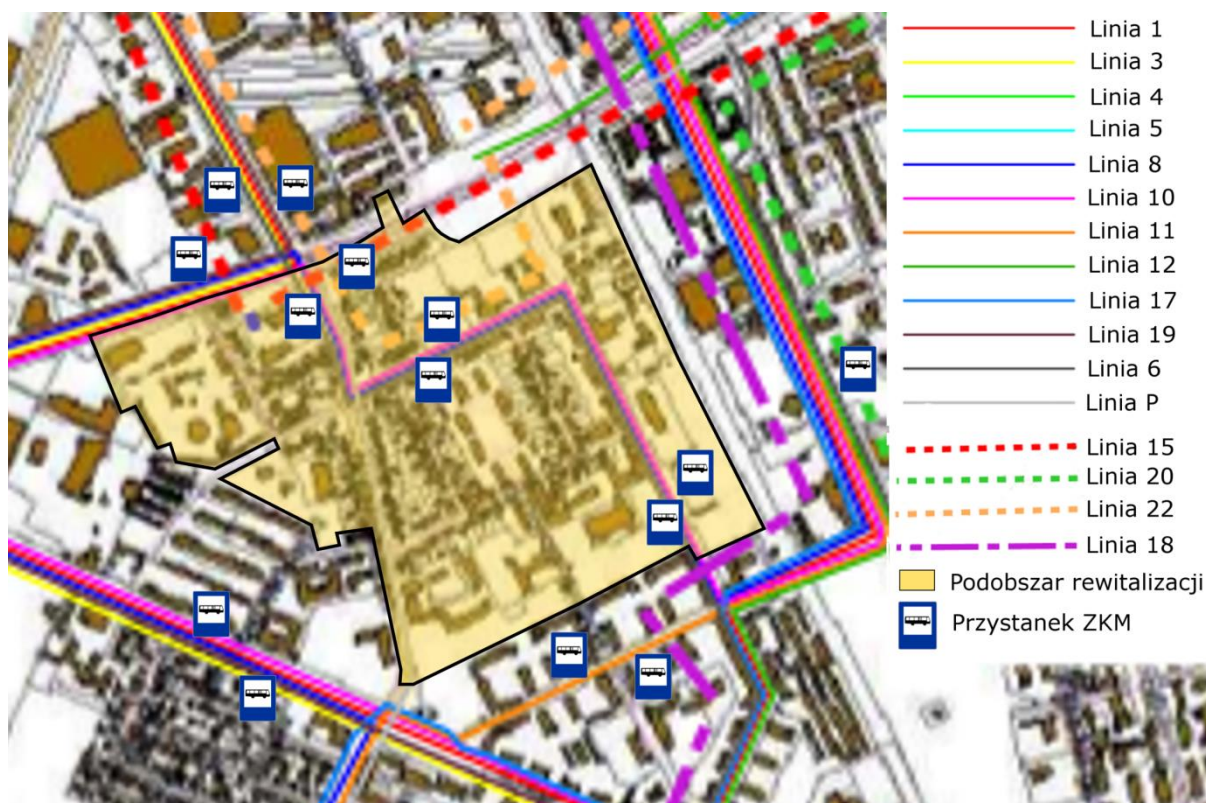 Linia 1
Linia 3
Linia 4
Linia 5
Linia 8
Linia 10
Linia 11
Linia 12
Linia 17
Linia 19
Linia 6
Linia P
Linia 15
Linia 20
Linia 22
Linia 18
Podobszar rewitalizacji
Przystanek ZKM